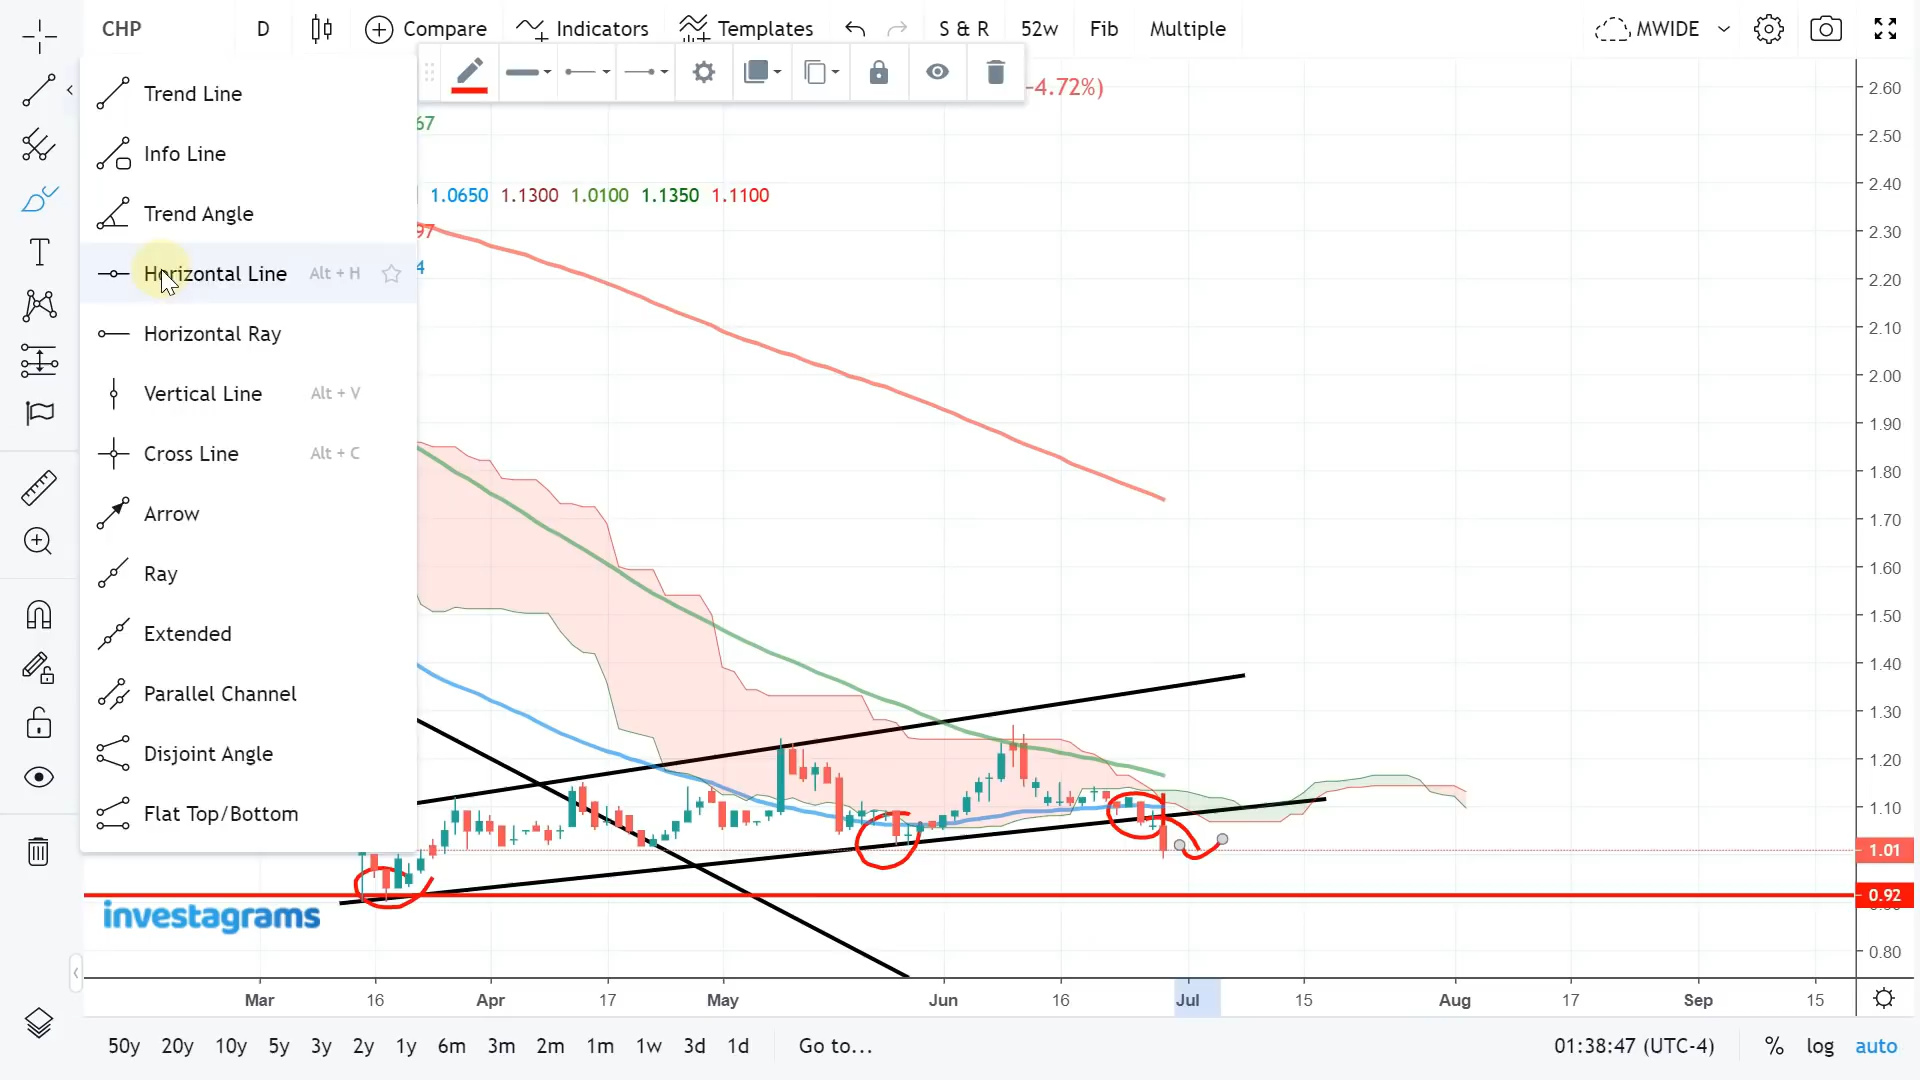 CHP D Compare Indicators Templates S & R 52w Fib Multiple MWIDE
-4.72%)
67
1.0650 1.1300 1.0100 1.1350 1.1100
97
4
Trend Line
Info Line
Trend Angle
Horizontal Line Alt + H
Horizontal Ray
Vertical Line Alt + V
Cross Line Alt + C
Arrow
Ray
Extended
Parallel Channel
Disjoint Angle
Flat Top/Bottom
2.60
2.50
2.40
2.30
2.20
2.10
2.00
1.90
1.80
1.70
1.60
1.50
1.40
1.30
1.20
1.10
1.01
0.92
0.80
investagrams
Mar 16 Apr 17 May Jun 16 Jul 15 Aug 17 Sep 15
50y 20y 10y 5y 3y 2y 1y 6m 3m 2m 1m 1w 3d 1d Go to... 01:38:47 (UTC-4) % log auto